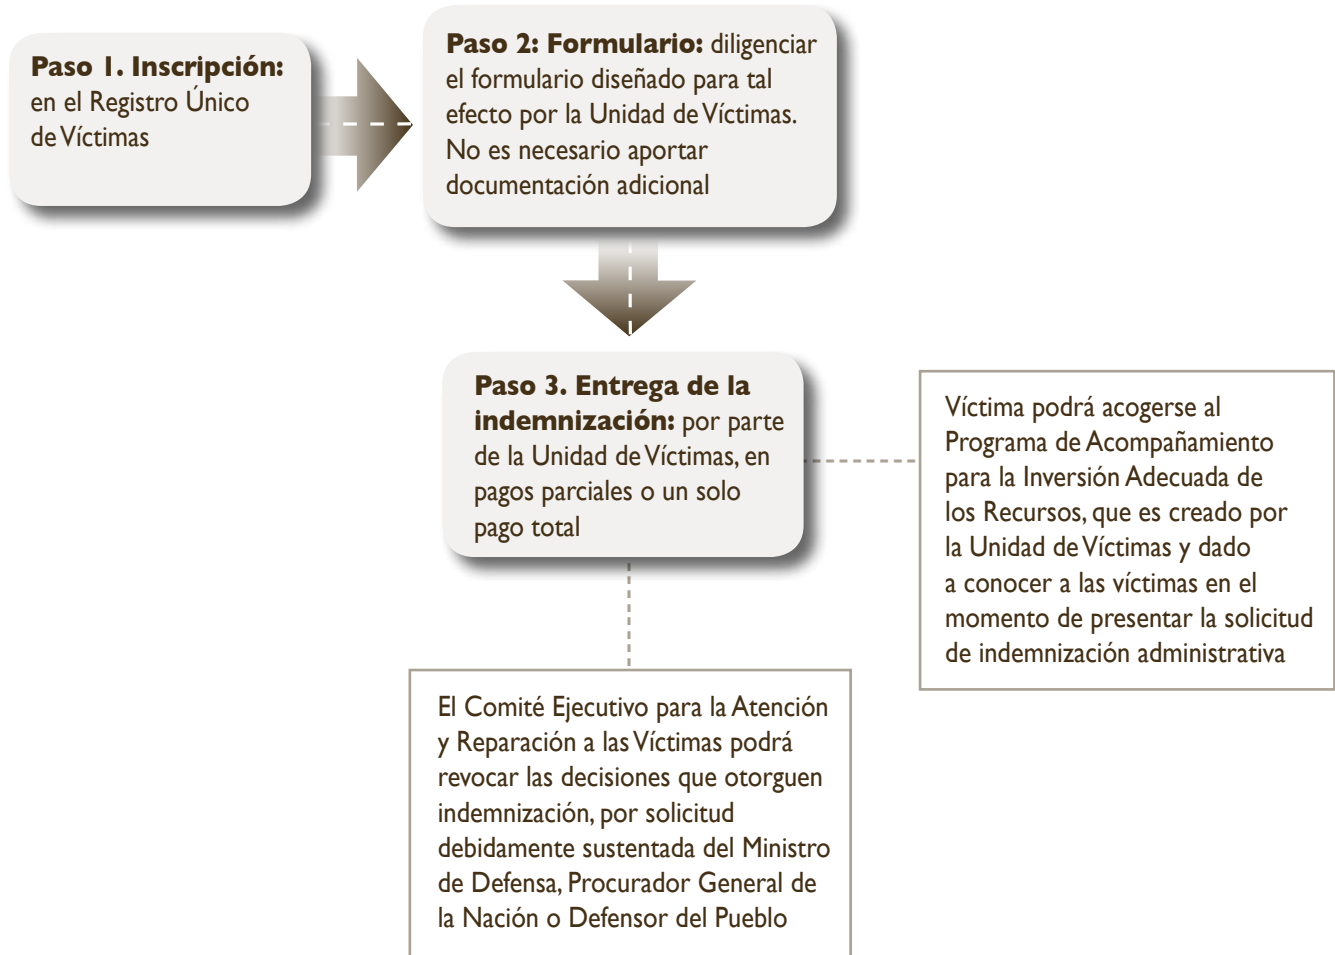 Paso 1. Inscripción:
en el Registro Único
de Víctimas
Paso 2: Formulario: diligenciar
el formulario diseñado para tal
efecto por la Unidad de Víctimas.
No es necesario aportar
documentación adicional
Paso 3. Entrega de la
indemnización: por parte
de la Unidad de Víctimas, en
pagos parciales o un solo
pago total
Víctima podrá acogerse al
Programa de Acompañamiento
para la Inversión Adecuada de
los Recursos, que es creado por
la Unidad de Víctimas y dado
a conocer a las víctimas en el
momento de presentar la solicitud
de indemnización administrativa
El Comité Ejecutivo para la Atención
y Reparación a las Víctimas podrá
revocar las decisiones que otorguen
indemnización, por solicitud
debidamente sustentada del Ministro
de Defensa, Procurador General de
la Nación o Defensor del Pueblo